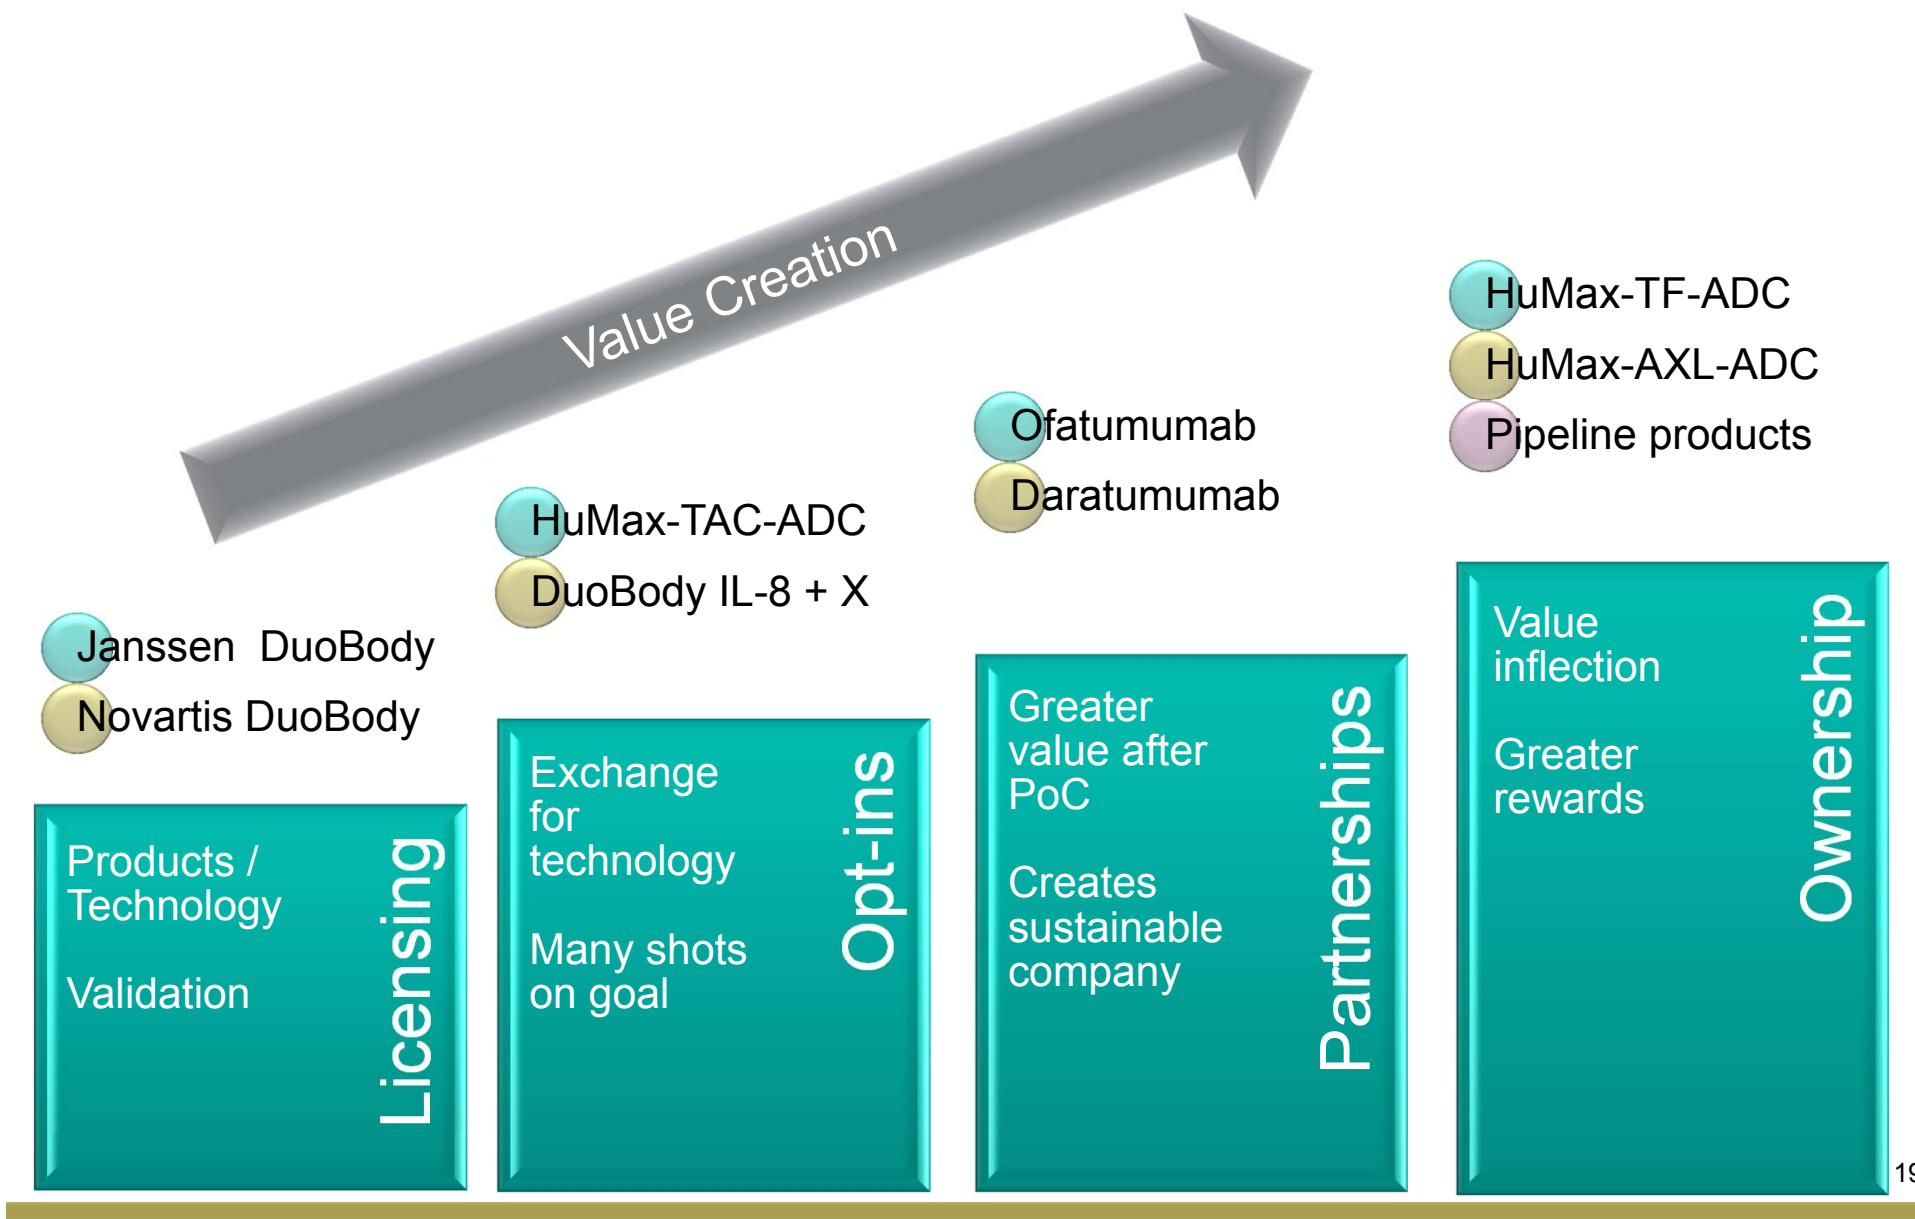 Value Creation
Janssen  DuoBody
Novartis DuoBody
Products /
Technology
Validation
Licensing
HuMax-TAC-ADC
DuoBody IL-8 + X
Exchange
for
technology
Many shots
on goal
Opt-ins
Ofatumumab
Daratumumab
Greater
value after
PoC
Creates
sustainable
company
Partnerships
HuMax-TF-ADC
HuMax-AXL-ADC
Pipeline products
Value
inflection
Greater
rewards
Ownership
19